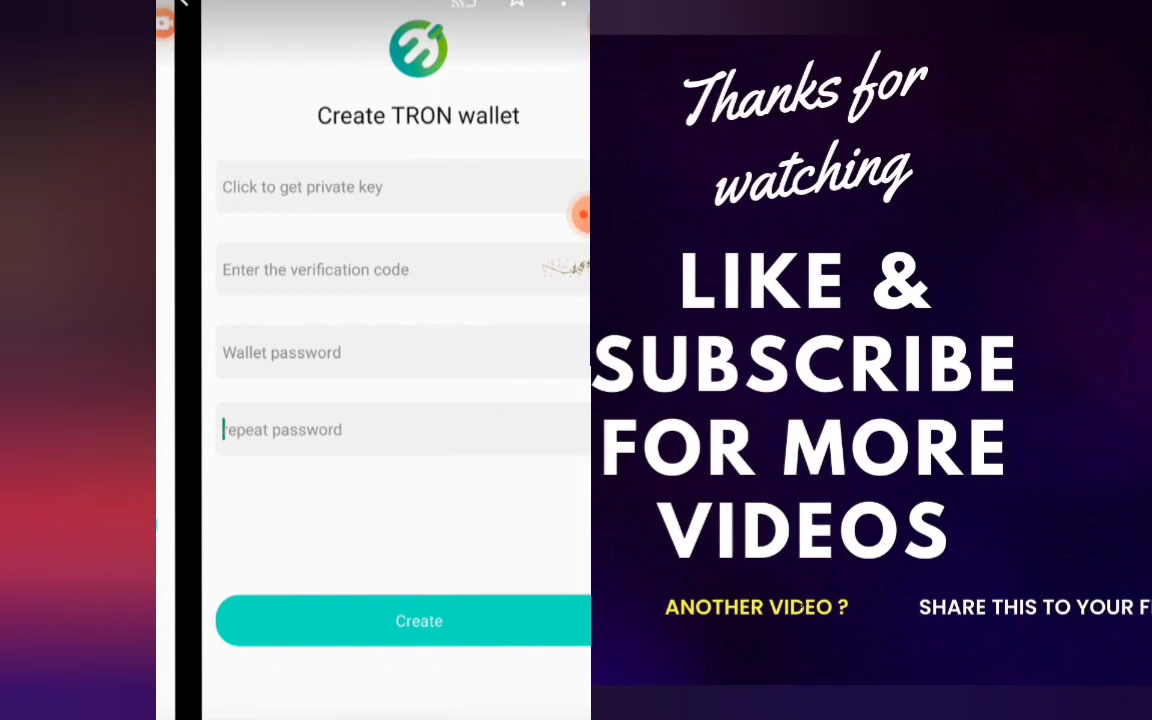 Create TRON wallet
Click to get private key
Enter the verification code
Wallet password
repeat password
Create
Thanks for
watching
LIKE &
SUBSCRIBE
FOR MORE
VIDEOS
ANOTHER VIDEO ?
SHARE THIS TO YOUR